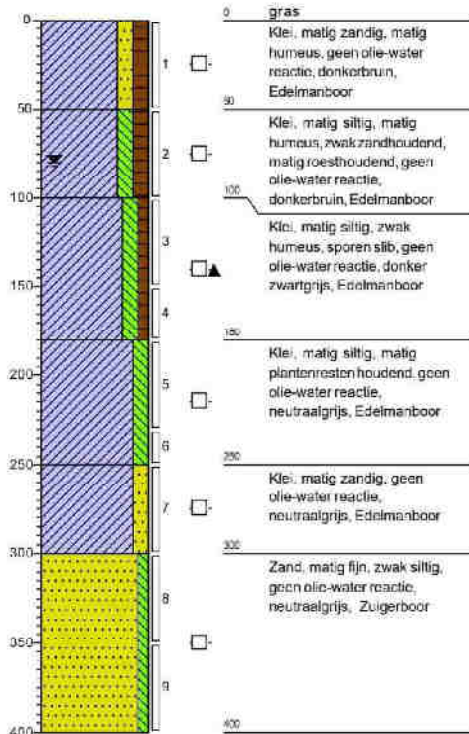 0
50
100
150
200
250
300
350
400
1
2
3
4
5
6
7
8
9
0
gras
Klei, matig zandig, matig
humeus, geen olie-water
reactie, donkerbruin,
Edelmanboor
50
Klei, matig siltig, matig
humeus, zwak zandhoudend,
matig roesthoudend, geen
olie-water reactie,
donkerbruin, Edelmanboor
100
Klei, matig siltig, zwak
humeus, sporen slib, geen
olie-water reactie, donker
zwartgrijs, Edelmanboor
180
Klei, matig siltig, matig
plantenresten houdend, geen
olie-water reactie,
neutraalgrijs, Edelmanboor
250
Klei, matig zandig, geen
olie-water reactie,
neutraalgrijs, Edelmanboor
300
Zand, matig fijn, zwak siltig,
geen olie-water reactie,
neutraalgrijs, Zuigerboor
400